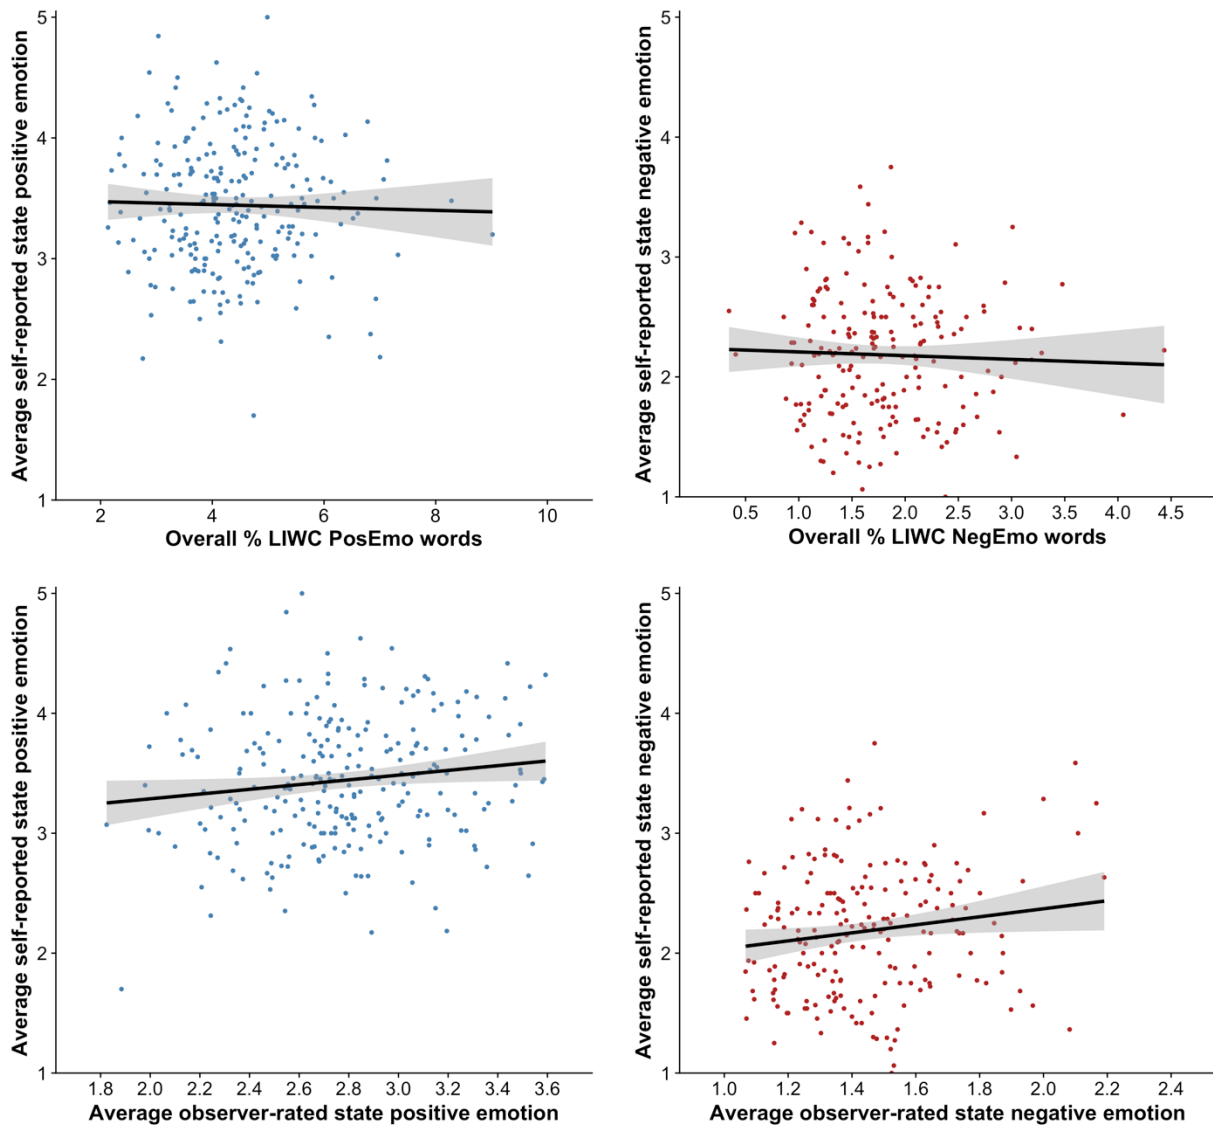 Average self-reported state positive emotion
5
4
3
2
1
2 4 6 8 10
Overall % LIWC PosEmo words
Average self-reported state negative emotion
5
4
3
2
1
0.5 1.0 1.5 2.0 2.5 3.0 3.5 4.0 4.5
Overall % LIWC NegEmo words
Average self-reported state positive emotion
5
4
3
2
1
1.8 2.0 2.2 2.4 2.6 2.8 3.0 3.2 3.4 3.6
Average observer-rated state positive emotion
Average self-reported state negative emotion
5
4
3
2
1
1.0 1.2 1.4 1.6 1.8 2.0 2.2 2.4
Average observer-rated state negative emotion